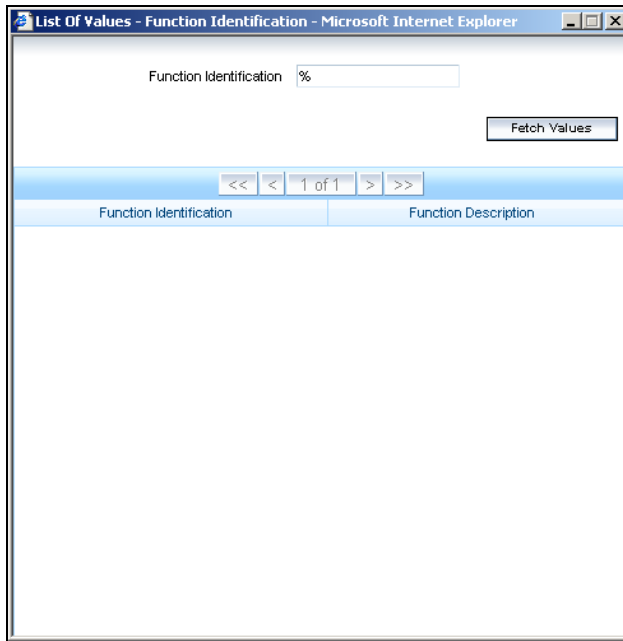 List Of Values - Function Identification - Microsoft Internet Explorer
Function Identification %
Fetch Values
<< < 1 of 1 > >>
Function Identification Function Description